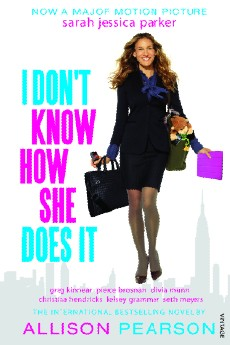 NOW A MAJOR MOTION PICTURE
sarah jessica parker
I DON'T
KNOW
HOW
SHE
DOES IT
greg kinnear pierce brosnan olivia munn
christina hendricks kelsey grammer seth meyers
THE INTERNATIONAL BESTSELLING NOVEL BY
ALLISON PEARSON
VINTAGE